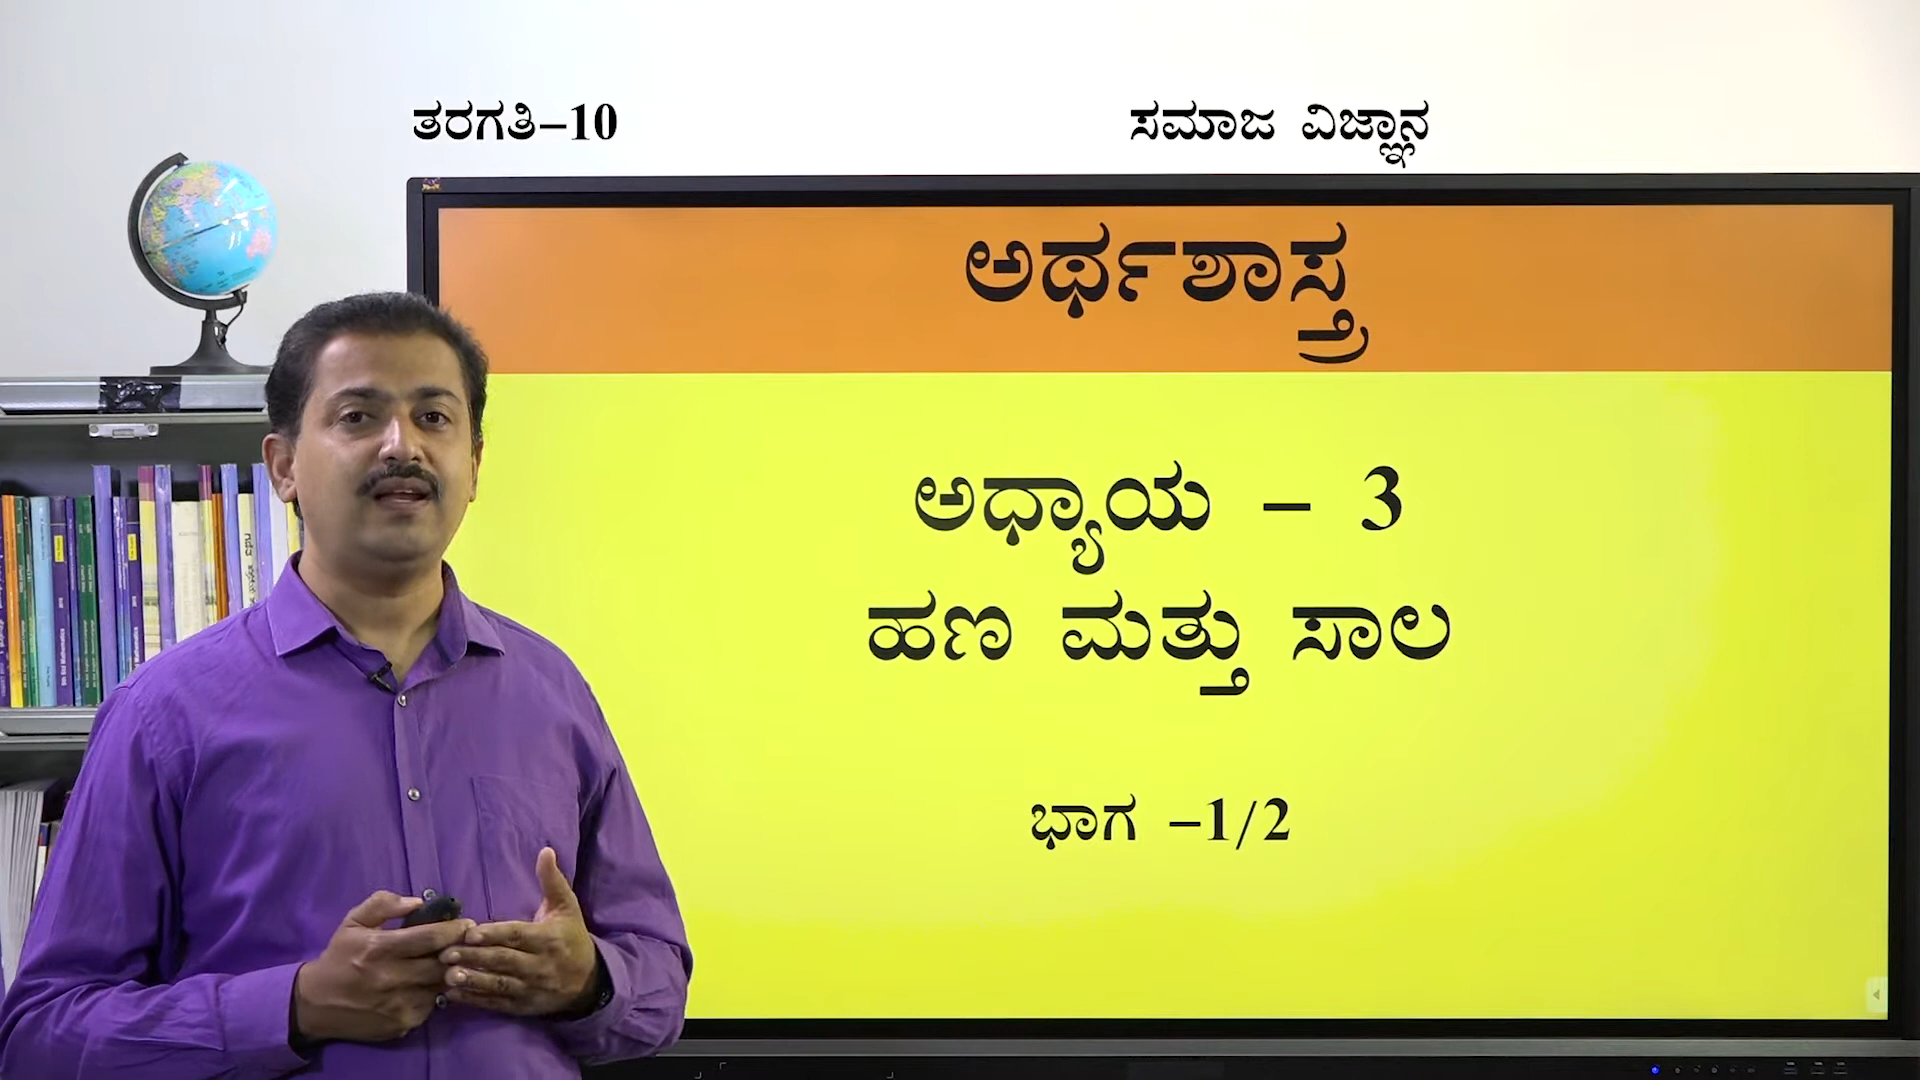 ತರಗತಿ–10
ಸಮಾಜ ವಿಜ್ಞಾನ
ಅರ್ಥಶಾಸ್ತ್ರ
ಅಧ್ಯಾಯ – 3
ಹಣ ಮತ್ತು ಸಾಲ
ಭಾಗ –1/2